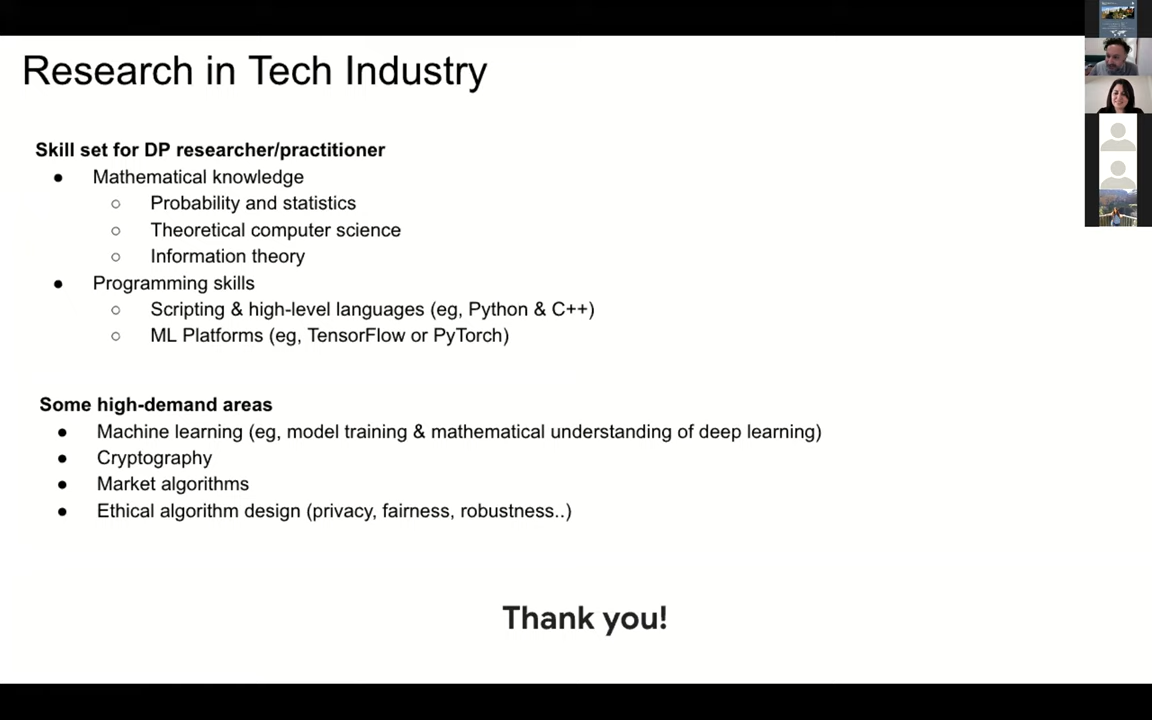 Research in Tech Industry
Skill set for DP researcher/practitioner
● Mathematical knowledge
○ Probability and statistics
○ Theoretical computer science
○ Information theory
● Programming skills
○ Scripting & high-level languages (eg, Python & C++)
○ ML Platforms (eg, TensorFlow or PyTorch)
Some high-demand areas
● Machine learning (eg, model training & mathematical understanding of deep learning)
● Cryptography
● Market algorithms
● Ethical algorithm design (privacy, fairness, robustness..)
Thank you!